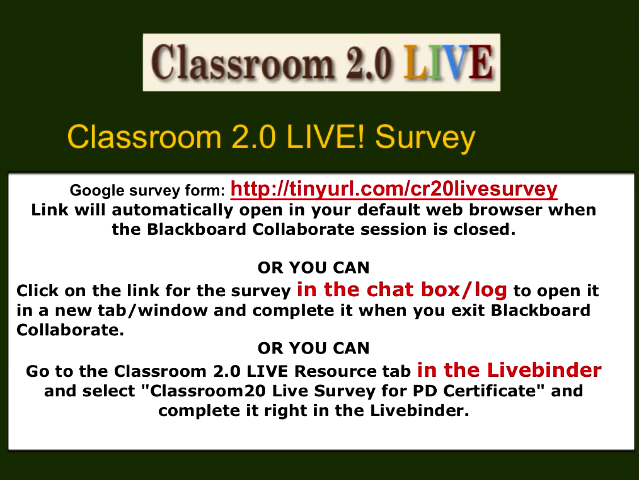 Classroom 2.0 LIVE
Classroom 2.0 LIVE! Survey
Google survey form: http://tinyurl.com/cr20livesurvey
Link will automatically open in your default web browser when
the Blackboard Collaborate session is closed.
OR YOU CAN
Click on the link for the survey in the chat box/log to open it
in a new tab/window and complete it when you exit Blackboard
Collaborate.
OR YOU CAN
Go to the Classroom 2.0 LIVE Resource tab in the Livebinder
and select "Classroom20 Live Survey for PD Certificate" and
complete it right in the Livebinder.